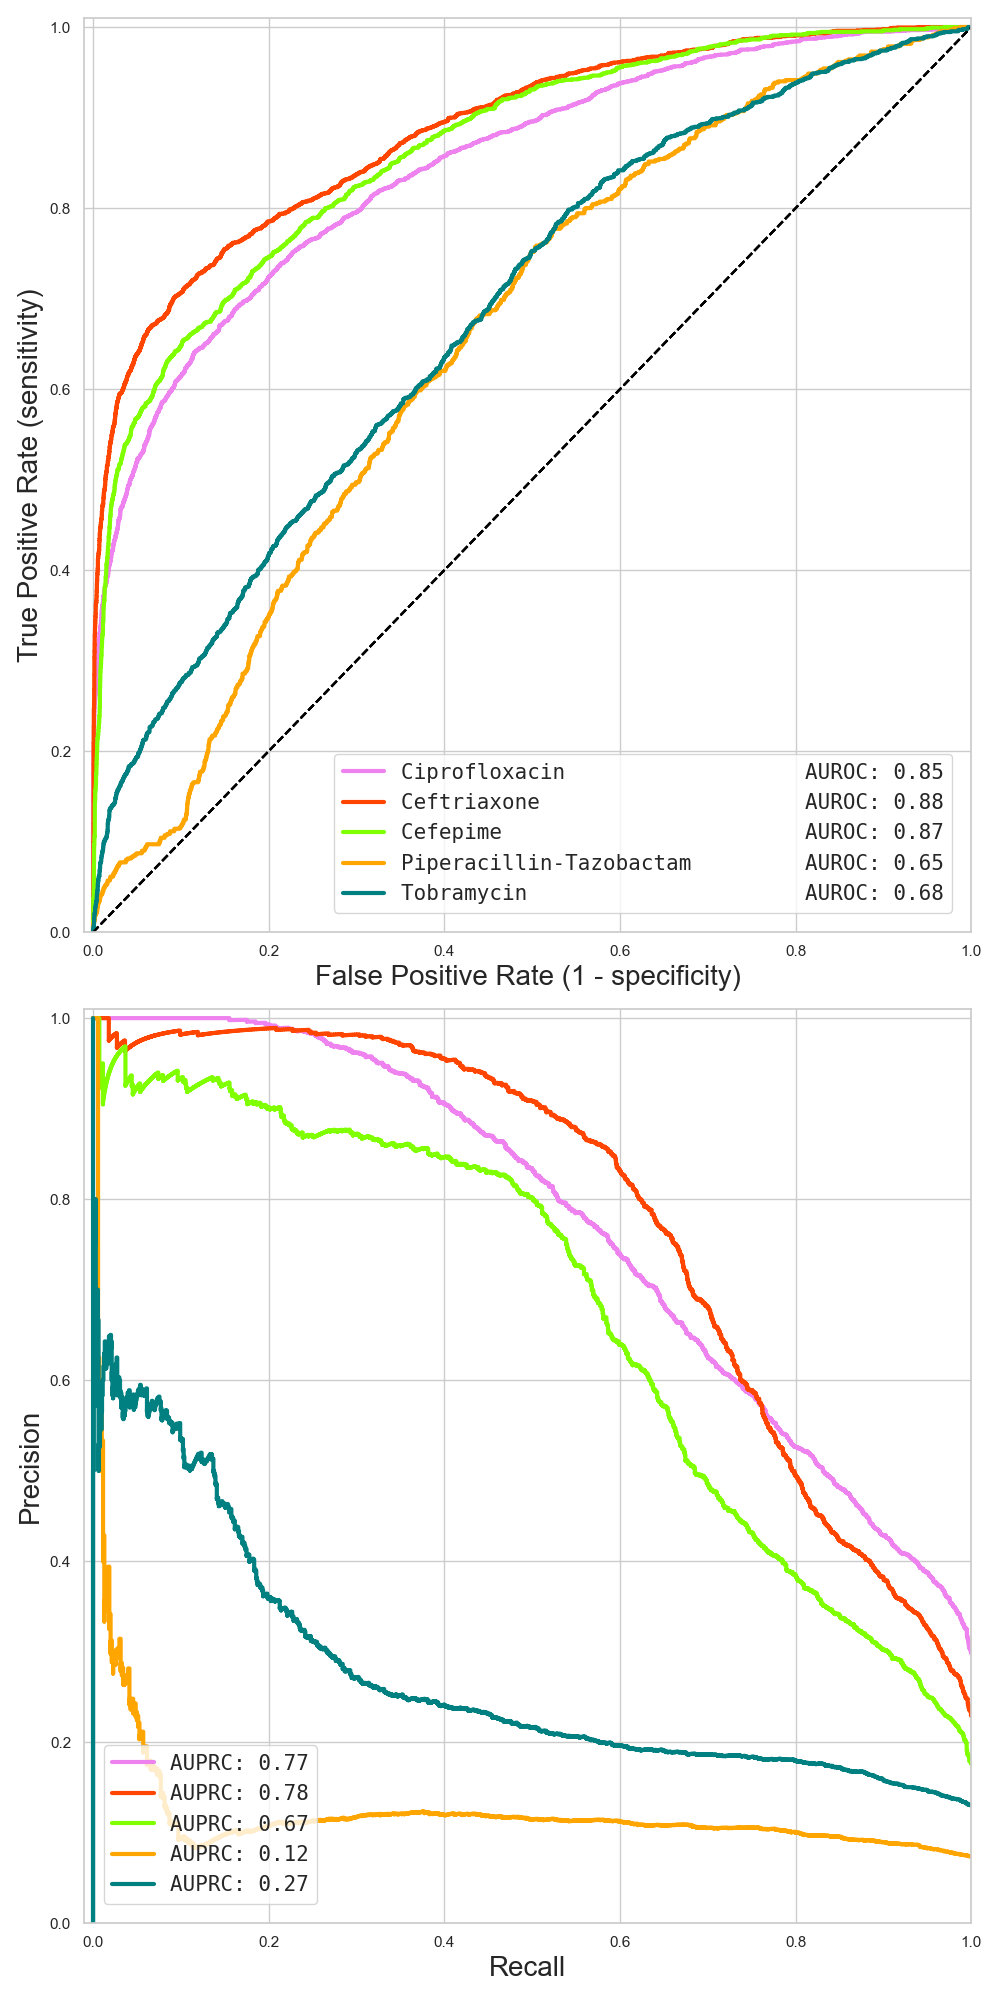 1.0
0.8
0.6
0.4
0.2
0.0
True Positive Rate (sensitivity)
Ciprofloxacin AUROC: 0.85
Ceftriaxone AUROC: 0.88
Cefepime AUROC: 0.87
Piperacillin-Tazobactam AUROC: 0.65
Tobramycin AUROC: 0.68
0.0 0.2 0.4 0.6 0.8 1.0
False Positive Rate (1 - specificity)
1.0
0.8
0.6
0.4
0.2
0.0
Precision
AUPRC: 0.77
AUPRC: 0.78
AUPRC: 0.67
AUPRC: 0.12
AUPRC: 0.27
0.0 0.2 0.4 0.6 0.8 1.0
Recall